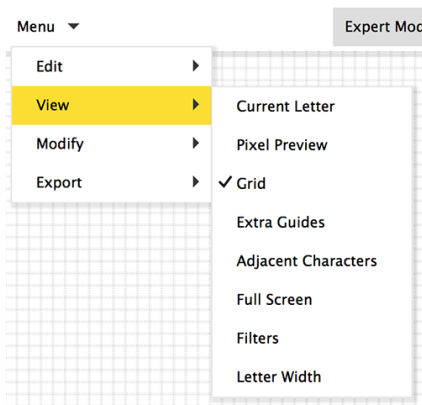 Menu
Expert Mod
Edit
View
Modify
Export
Current Letter
Pixel Preview
Grid
Extra Guides
Adjacent Characters
Full Screen
Filters
Letter Width